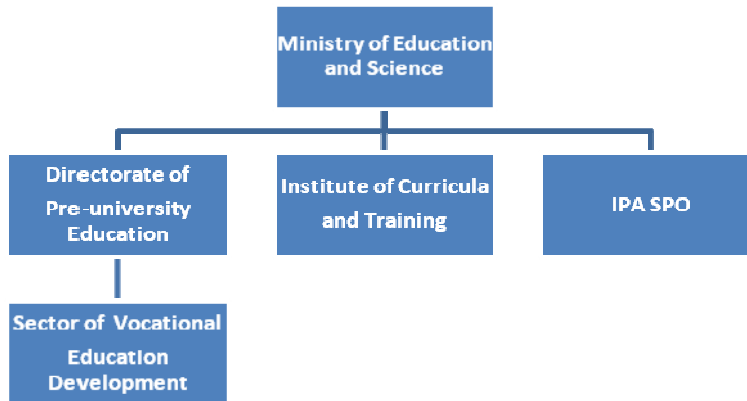 Ministry of Education
and Science
Directorate of
Pre-university
Education
Institute of Curricula
and Training
IPA SPO
Sector of Vocational
Education
Development